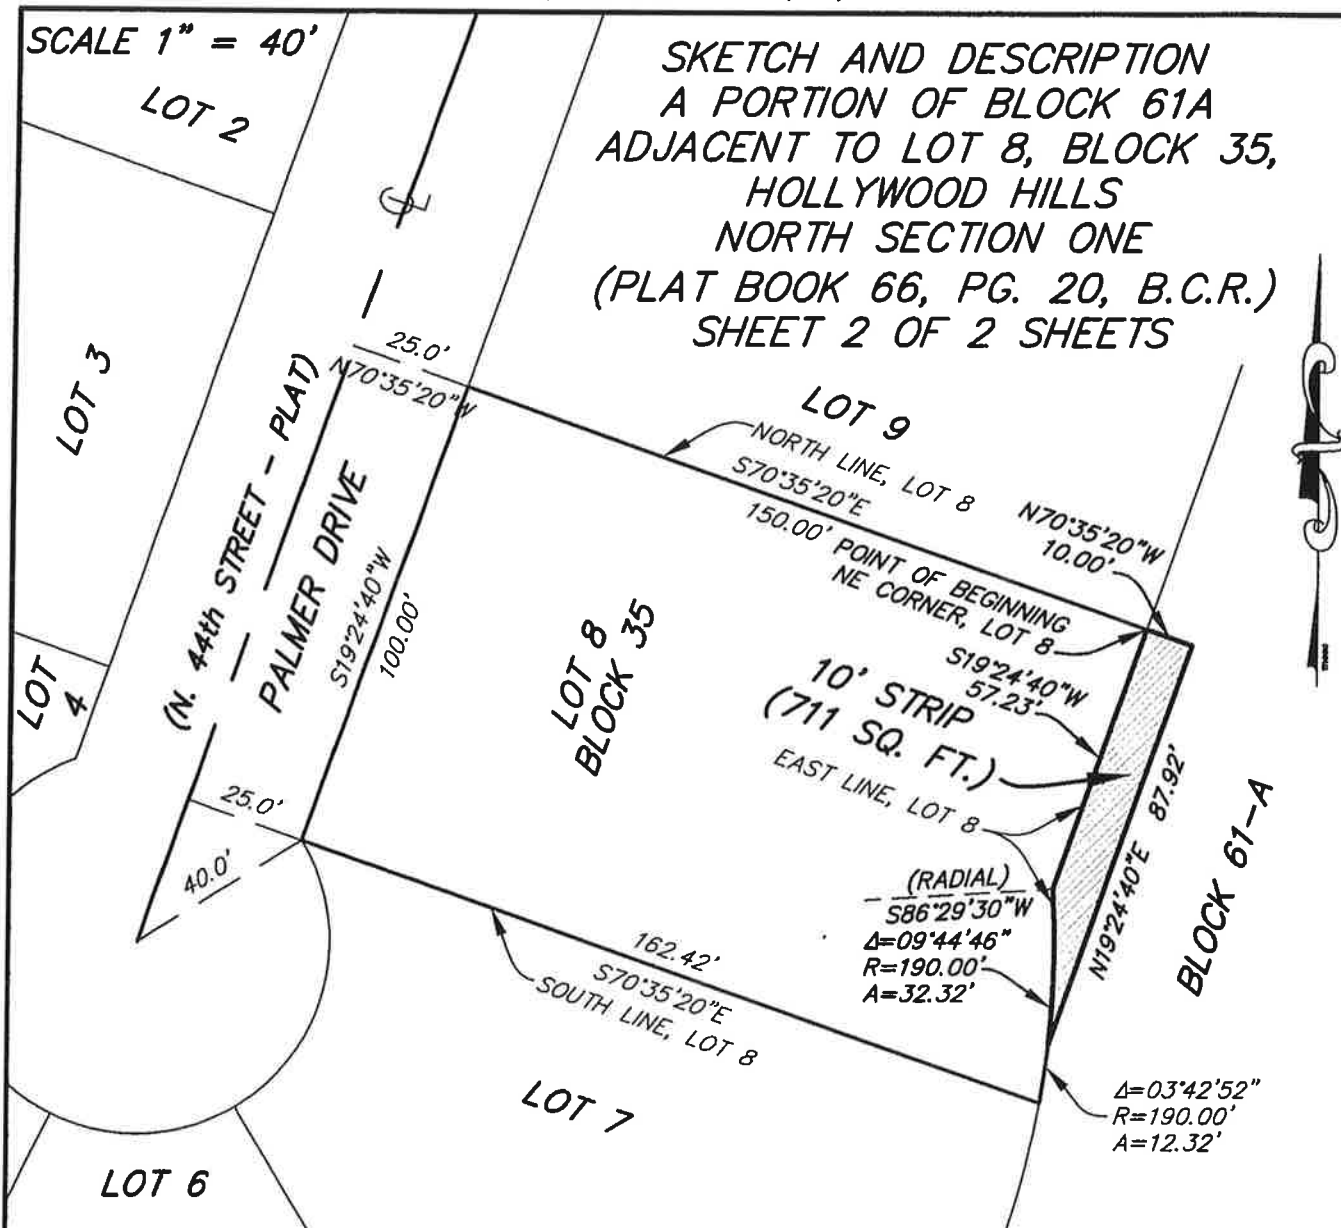 SCALE 1" = 40'
SKETCH AND DESCRIPTION
A PORTION OF BLOCK 61A
ADJACENT TO LOT 8, BLOCK 35,
HOLLYWOOD HILLS
NORTH SECTION ONE
(PLAT BOOK 66, PG. 20, B.C.R.)
SHEET 2 OF 2 SHEETS
LOT 2
LOT 3
LOT 4
℄
25.0'
N70°35'20"W
(N. 44th STREET - PLAT)
PALMER DRIVE
S19°24'40"W
100.00'
LOT 9
NORTH LINE, LOT 8
S70°35'20"E
150.00'
N70°35'20"W
10.00'
POINT OF BEGINNING
NE CORNER, LOT 8
S19°24'40"W
57.23'
LOT 8
BLOCK 35
10' STRIP
(711 SQ. FT.)
EAST LINE, LOT 8
N19°24'40"E 87.92'
BLOCK 61-A
25.0'
40.0'
(RADIAL)
S86°29'30"W
Δ=09°44'46"
R=190.00'
A=32.32'
162.42'
S70°35'20"E
SOUTH LINE, LOT 8
Δ=03°42'52"
R=190.00'
A=12.32'
LOT 7
LOT 6